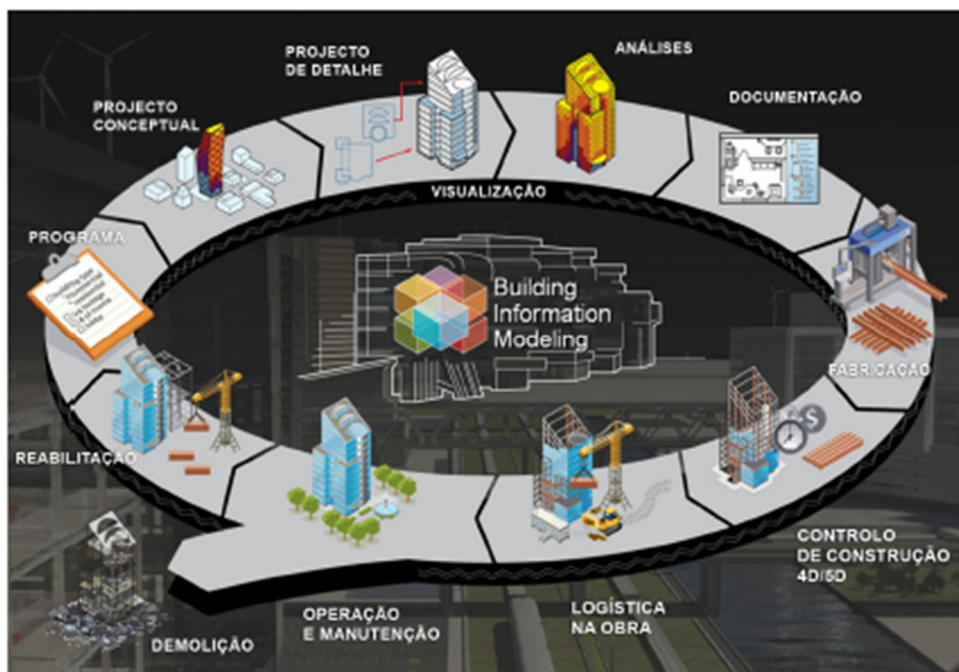 PROJECTO
DE DETALHE
ANÁLISES
DOCUMENTAÇÃO
PROJECTO
CONCEPTUAL
VISUALIZAÇÃO
PROGRAMA
Building
Information
Modeling
FABRICAÇÃO
REABILITAÇÃO
CONTROLO
DE CONSTRUÇÃO
4D/5D
OPERAÇÃO
E MANUTENÇÃO
LOGÍSTICA
NA OBRA
DEMOLIÇÃO
$